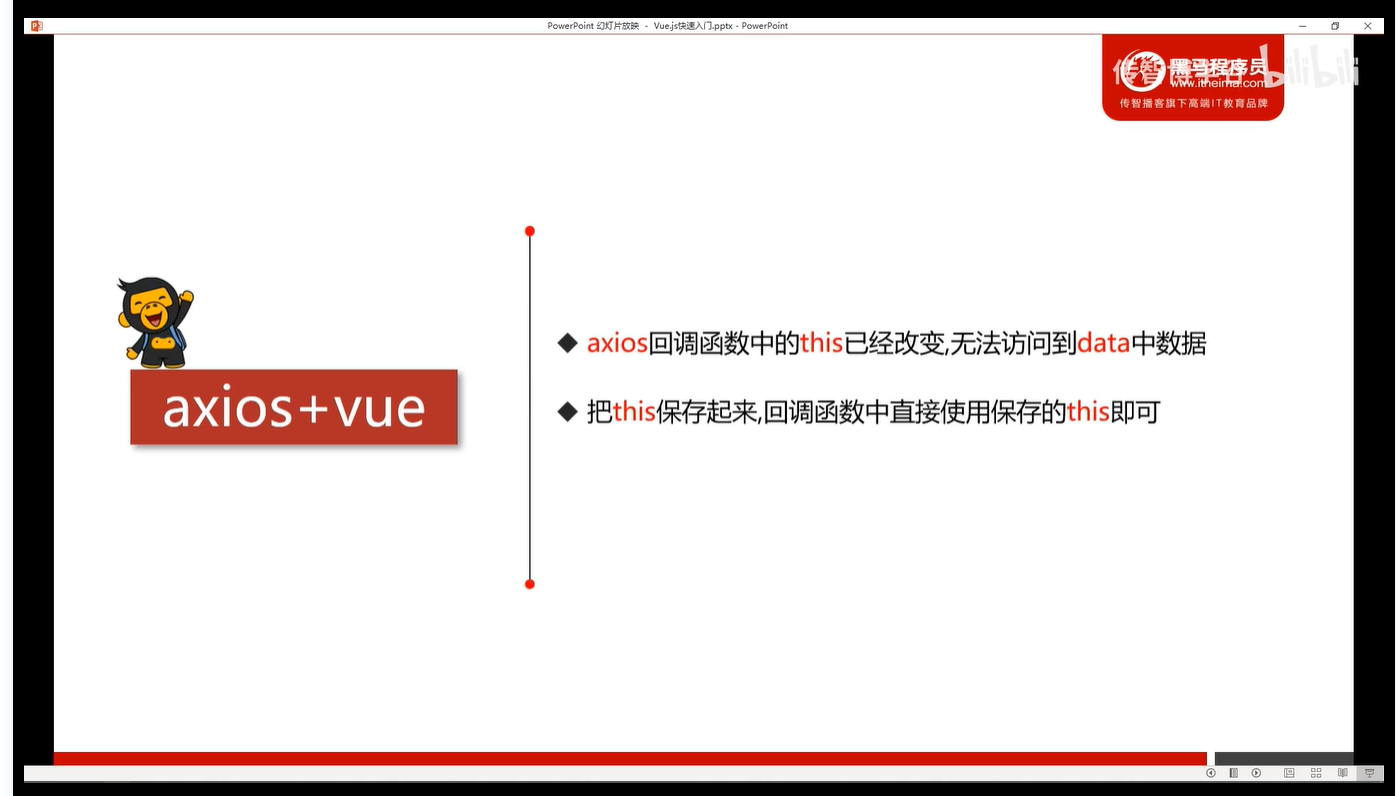 PowerPoint 幻灯片放映 - Vue.js快速入门.pptx - PowerPoint
黑马程序员
www.itheima.com
传智播客旗下高端IT教育品牌
bilibili
axios+vue
◆ axios回调函数中的this已经改变,无法访问到data中数据
◆ 把this保存起来,回调函数中直接使用保存的this即可